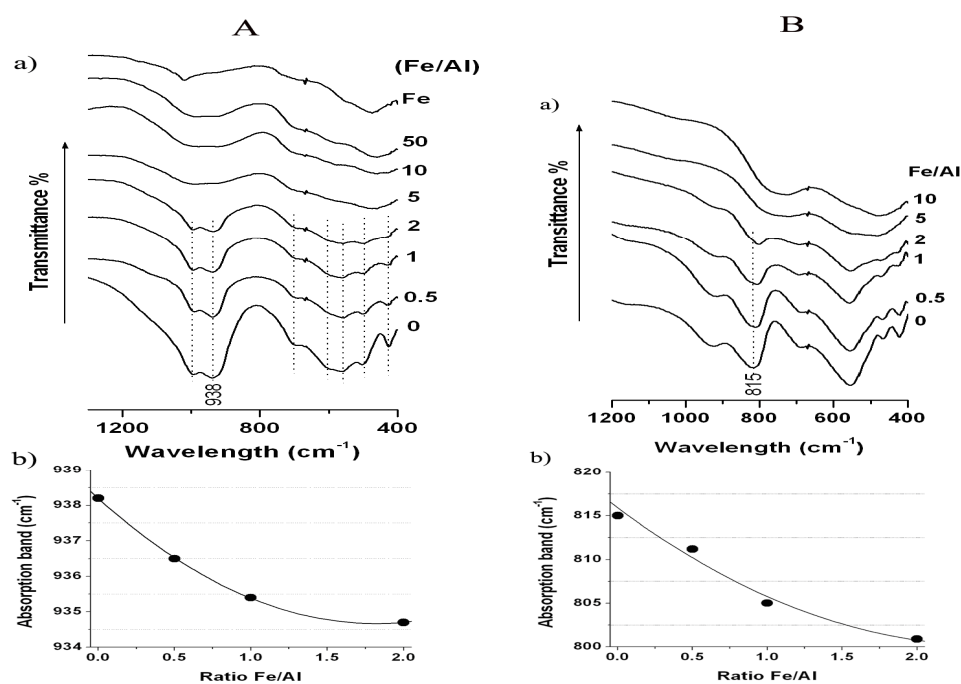 A
a)
(Fe/Al)
Fe
50
10
5
2
1
0.5
0
Transmittance %
938
1200 800 400
Wavelength (cm-1)
b)
939
938
937
936
935
934
Absorption band (cm-1)
0.0 0.5 1.0 1.5 2.0
Ratio Fe/Al
B
a)
Fe/Al
10
5
2
1
0.5
0
Transittance %
815
1200 1000 800 600 400
Wavelength (cm-1)
b)
820
815
810
805
800
Absorption band (cm-1)
0.0 0.5 1.0 1.5 2.0
Ratio Fe/Al